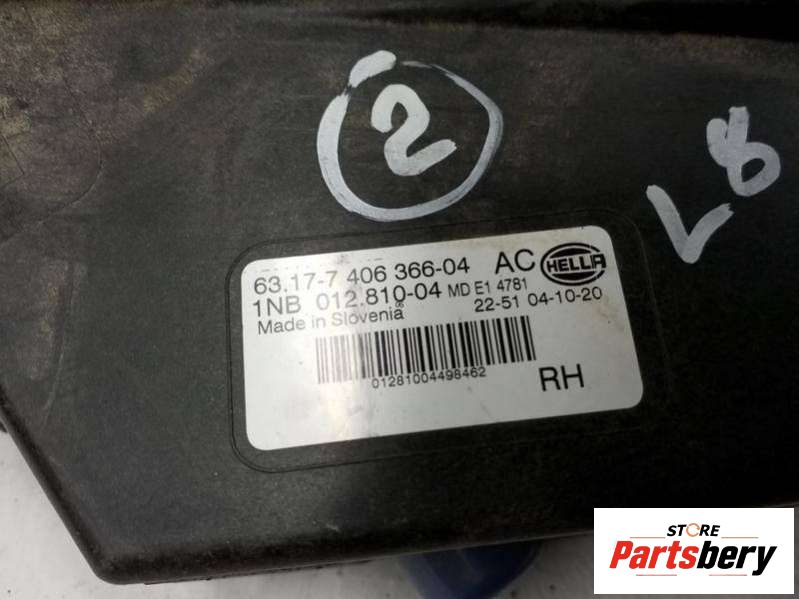 2
L8
63.17-7 406 366-04 AC HELLA
1NB 012.810-04 MD E1 4781
22-51 04-10-20
Made in Slovenia
01281004498462
RH
STORE
Partsbery